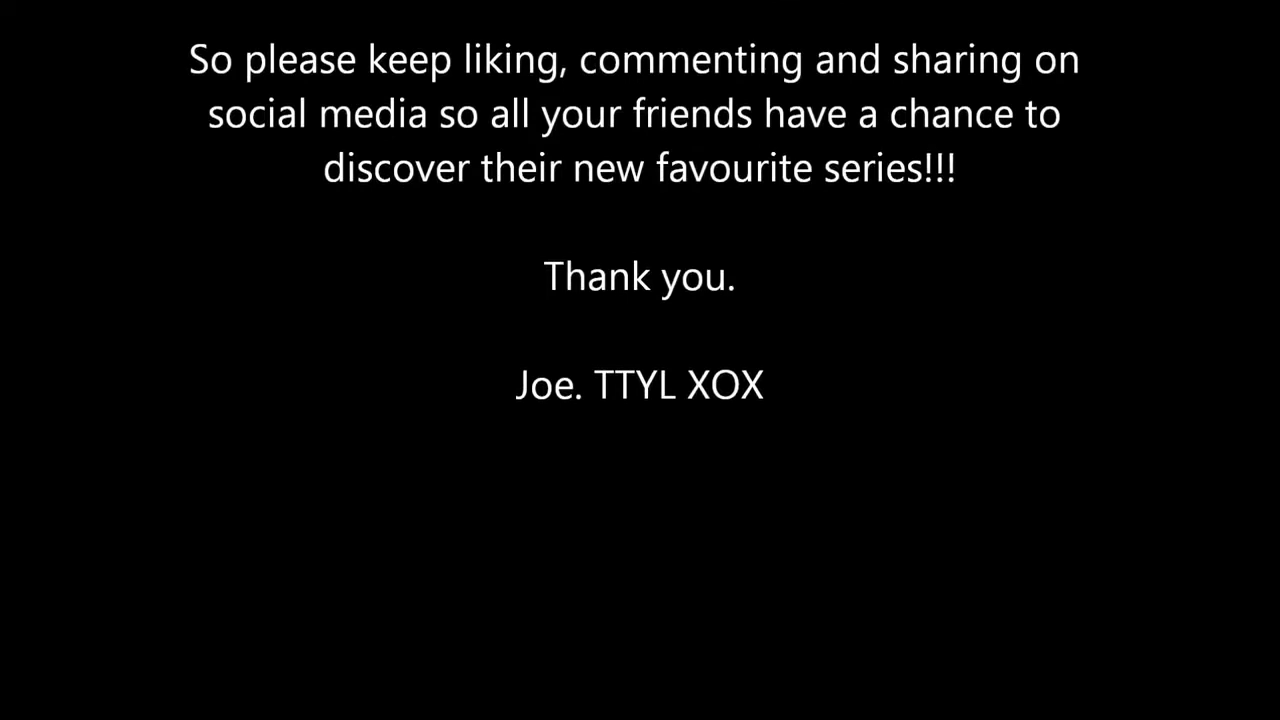 So please keep liking, commenting and sharing on
social media so all your friends have a chance to
discover their new favourite series!!!
Thank you.
Joe. TTYL XOX